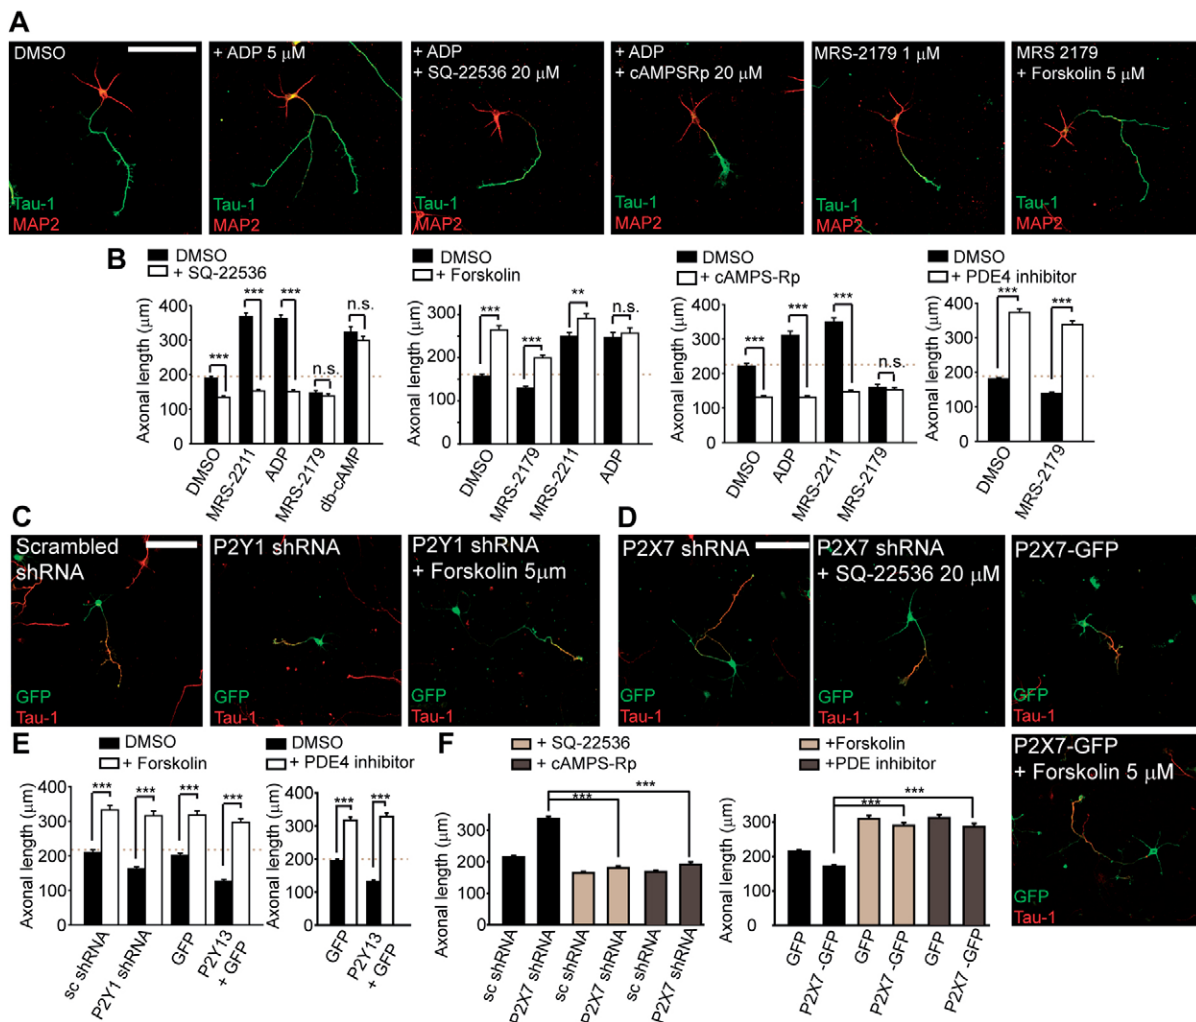 A
DMSO
Tau-1
MAP2
+ ADP 5 μM
Tau-1
MAP2
+ ADP
+ SQ-22536 20 μM
Tau-1
MAP2
+ ADP
+ cAMPSRp 20 μM
Tau-1
MAP2
MRS-2179 1 μM
Tau-1
MAP2
MRS 2179
+ Forskolin 5 μM
Tau-1
MAP2
B
DMSO
+ SQ-22536
Axonal length (μm)
400
300
200
100
0
***
***
***
n.s.
n.s.
DMSO
MRS-2211
ADP
MRS-2179
db-cAMP
DMSO
+ Forskolin
Axonal length (μm)
300
200
100
0
***
***
**
n.s.
DMSO
MRS-2179
MRS-2211
ADP
DMSO
+ cAMPS-Rp
Axonal length (μm)
400
300
200
100
0
***
***
***
n.s.
DMSO
ADP
MRS-2211
MRS-2179
DMSO
+ PDE4 inhibitor
Axonal length (μm)
400
300
200
100
0
***
***
DMSO
MRS-2179
C
Scrambled
shRNA
GFP
Tau-1
P2Y1 shRNA
GFP
Tau-1
P2Y1 shRNA
+ Forskolin 5μm
GFP
Tau-1
D
P2X7 shRNA
GFP
Tau-1
P2X7 shRNA
+ SQ-22536 20 μM
GFP
Tau-1
P2X7-GFP
GFP
Tau-1
P2X7-GFP
+ Forskolin 5 μM
GFP
Tau-1
E
DMSO
+ Forskolin
Axonal length (μm)
400
300
200
100
0
***
***
***
***
sc shRNA
P2Y1 shRNA
GFP
P2Y13
+ GFP
DMSO
+ PDE4 inhibitor
Axonal length (μm)
400
300
200
100
0
***
***
GFP
P2Y13
+ GFP
F
+ SQ-22536
+ cAMPS-Rp
Axonal length (μm)
300
200
100
0
***
***
sc shRNA
P2X7 shRNA
sc shRNA
P2X7 shRNA
sc shRNA
P2X7 shRNA
+Forskolin
+PDE inhibitor
Axonal length (μm)
300
200
100
0
***
***
GFP
P2X7 -GFP
GFP
P2X7 -GFP
GFP
P2X7 -GFP